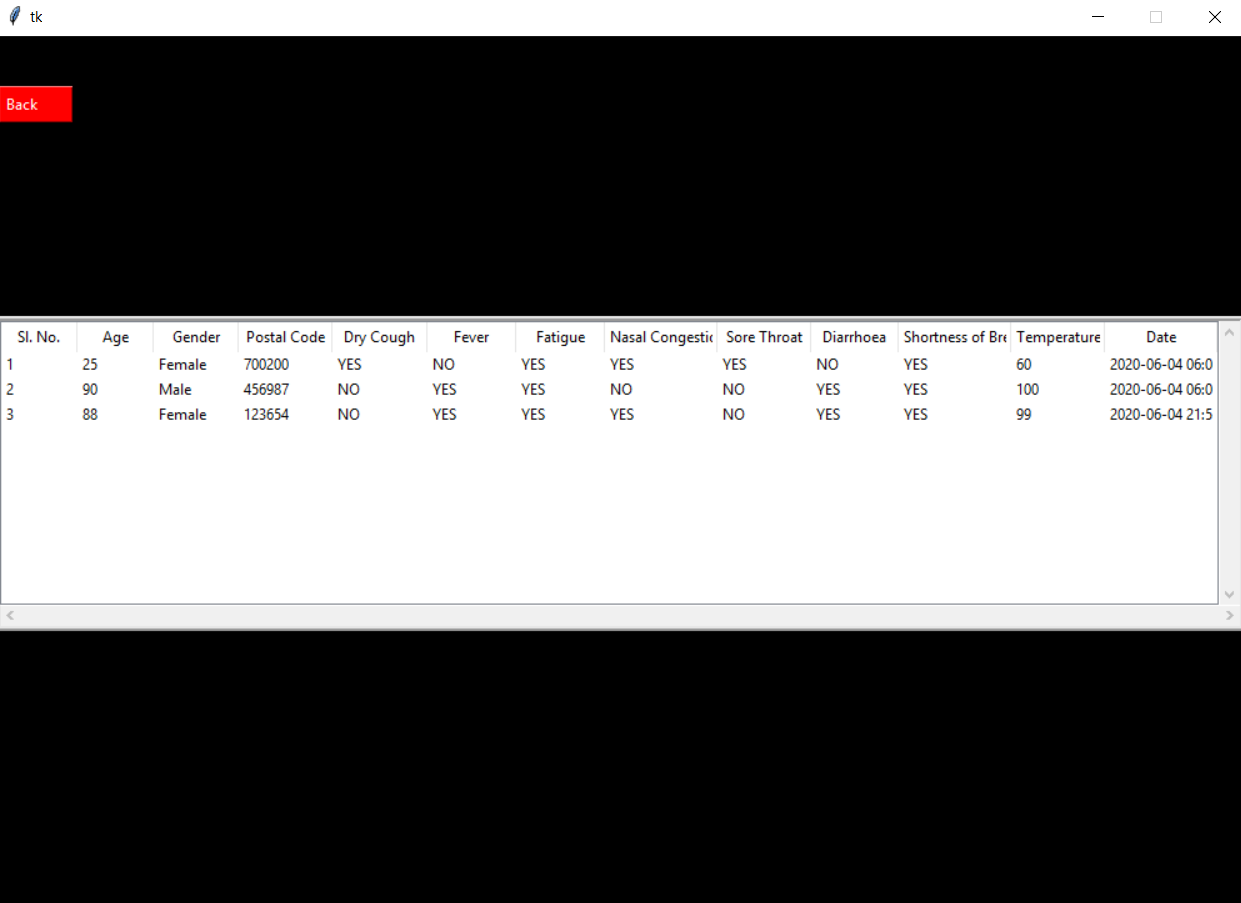 tk
Back
Sl. No. Age Gender Postal Code Dry Cough Fever Fatigue Nasal Congestic Sore Throat Diarrhoea Shortness of Bre Temperature Date
1 25 Female 700200 YES NO YES YES YES NO YES 60 2020-06-04 06:0
2 90 Male 456987 NO YES YES NO NO YES YES 100 2020-06-04 06:0
3 88 Female 123654 NO YES YES YES NO YES YES 99 2020-06-04 21:5